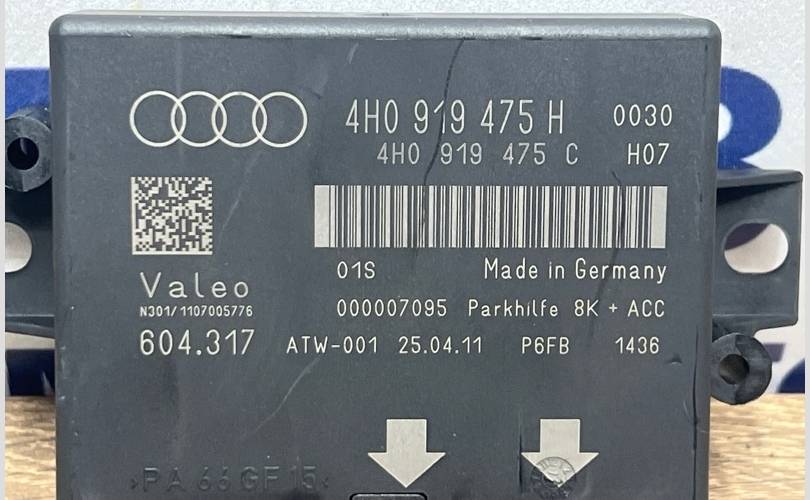 4H0 919 475 H 0030
4H0 919 475 C H07
01S Made in Germany
Valeo
N301/1107005776
000007095 Parkhilfe 8K + ACC
604.317 ATW-001 25.04.11 P6FB 1436
>PA 66 GF 15<